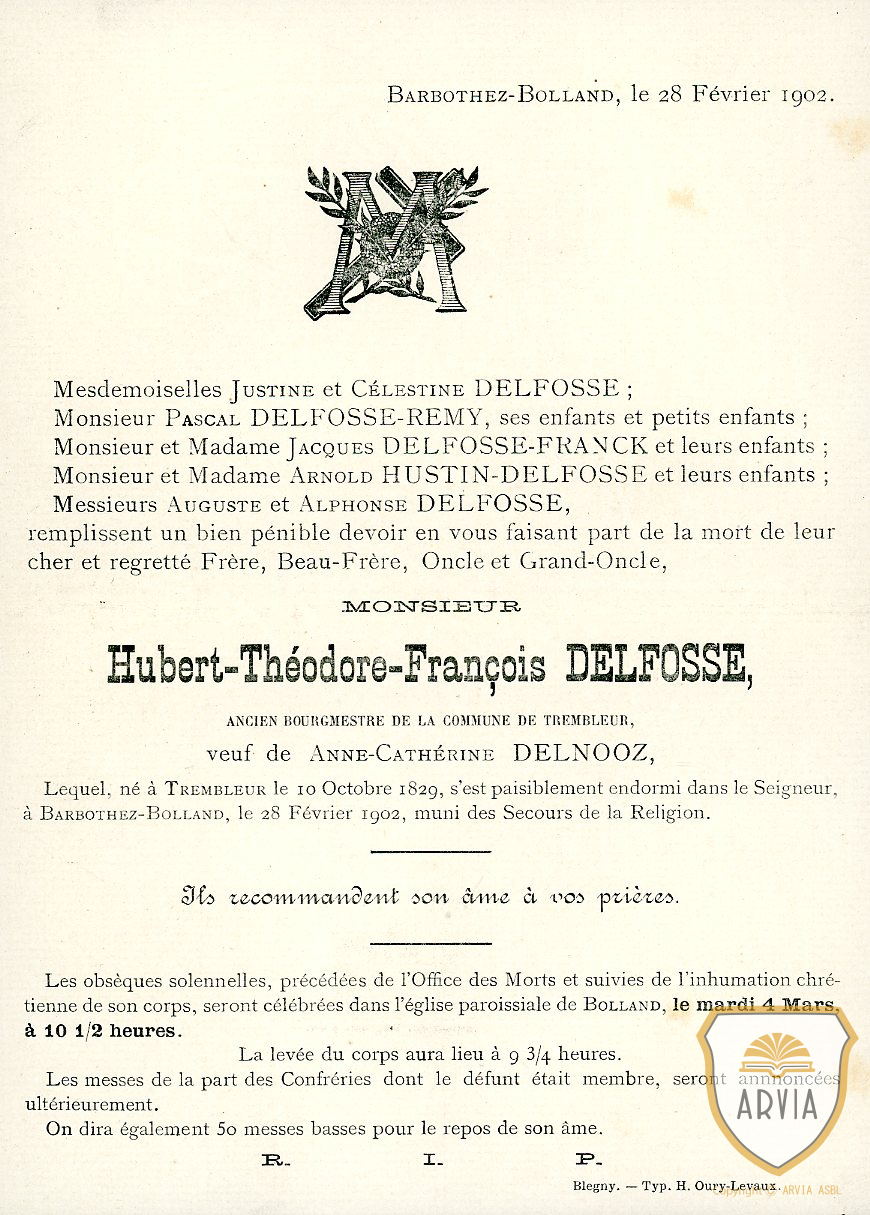 BARBOTHEZ-BOLLAND, le 28 Février 1902.
M
Mesdemoiselles JUSTINE et CÉLESTINE DELFOSSE ;
Monsieur PASCAL DELFOSSE-REMY, ses enfants et petits enfants ;
Monsieur et Madame JACQUES DELFOSSE-FRANCK et leurs enfants ;
Monsieur et Madame ARNOLD HUSTIN-DELFOSSE et leurs enfants ;
Messieurs AUGUSTE et ALPHONSE DELFOSSE,
remplissent un bien pénible devoir en vous faisant part de la mort de leur
cher et regretté Frère, Beau-Frère, Oncle et Grand-Oncle,
MONSIEUR
Hubert-Théodore-François DELFOSSE,
ANCIEN BOURGMESTRE DE LA COMMUNE DE TREMBLEUR,
veuf de ANNE-CATHÉRINE DELNOOZ,
Lequel, né à TREMBLEUR le 10 Octobre 1829, s'est paisiblement endormi dans le Seigneur,
à BARBOTHEZ-BOLLAND, le 28 Février 1902, muni des Secours de la Religion.
Ils recommandent son âme à vos prières.
Les obsèques solennelles, précédées de l'Office des Morts et suivies de l'inhumation chré-
tienne de son corps, seront célébrées dans l'église paroissiale de BOLLAND, le mardi 4 Mars,
à 10 1/2 heures.
La levée du corps aura lieu à 9 3/4 heures.
Les messes de la part des Confréries dont le défunt était membre, seront annnoncées
ultérieurement.
On dira également 50 messes basses pour le repos de son âme.
R. I. P.
Blegny. — Typ. H. Oury-Levaux.
ARVIA
Copyright © ARVIA ASBL